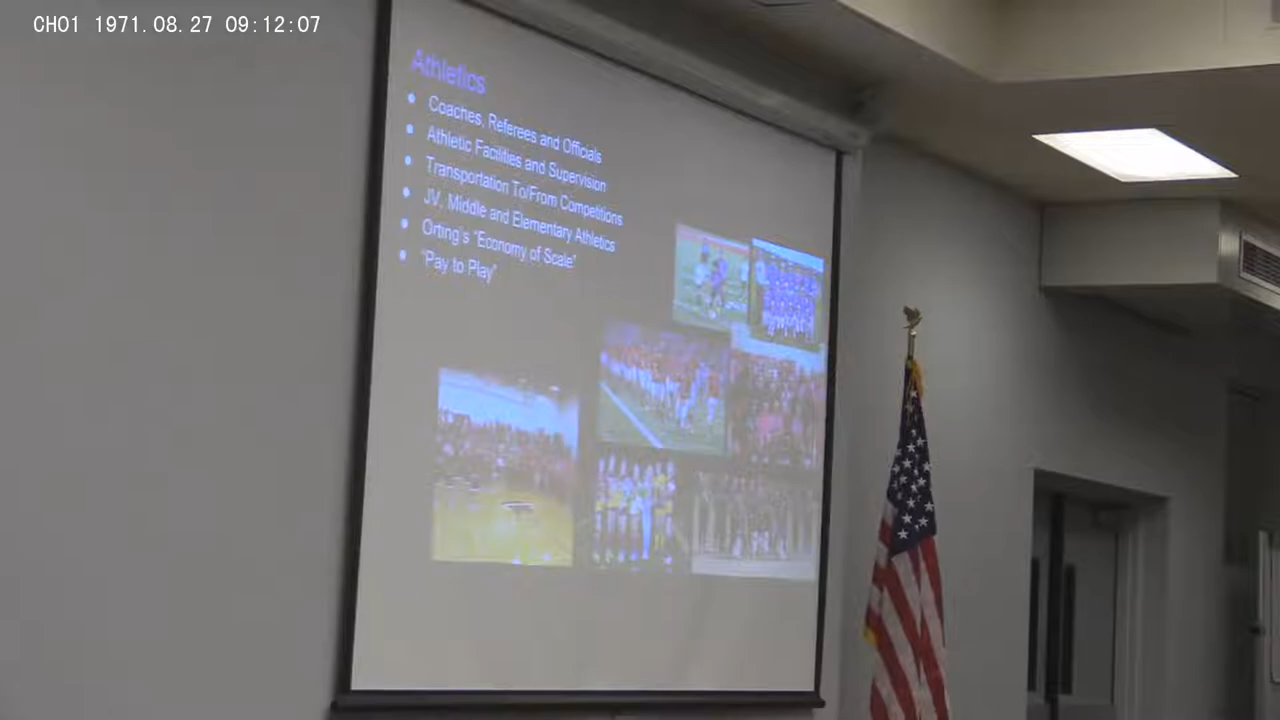 CH01 1971.08.27 09:12:07
Athletics
• Coaches, Referees and Officials
• Athletic Facilities and Supervision
• Transportation To/From Competitions
• JV, Middle and Elementary Athletics
• Orting's "Economy of Scale"
• "Pay to Play"